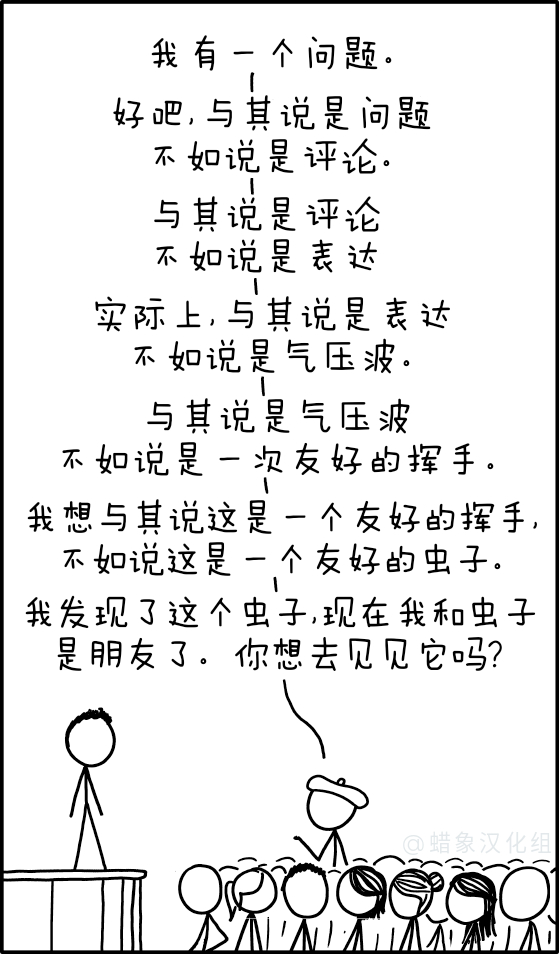 我有一个问题。
好吧,与其说是问题
不如说是评论。
与其说是评论
不如说是表达
实际上,与其说是表达
不如说是气压波。
与其说是气压波
不如说是一次友好的挥手。
我想与其说这是一个友好的挥手,
不如说这是一个友好的虫子。
我发现了这个虫子,现在我和虫子
是朋友了。你想去见见它吗?
@蜡象汉化组